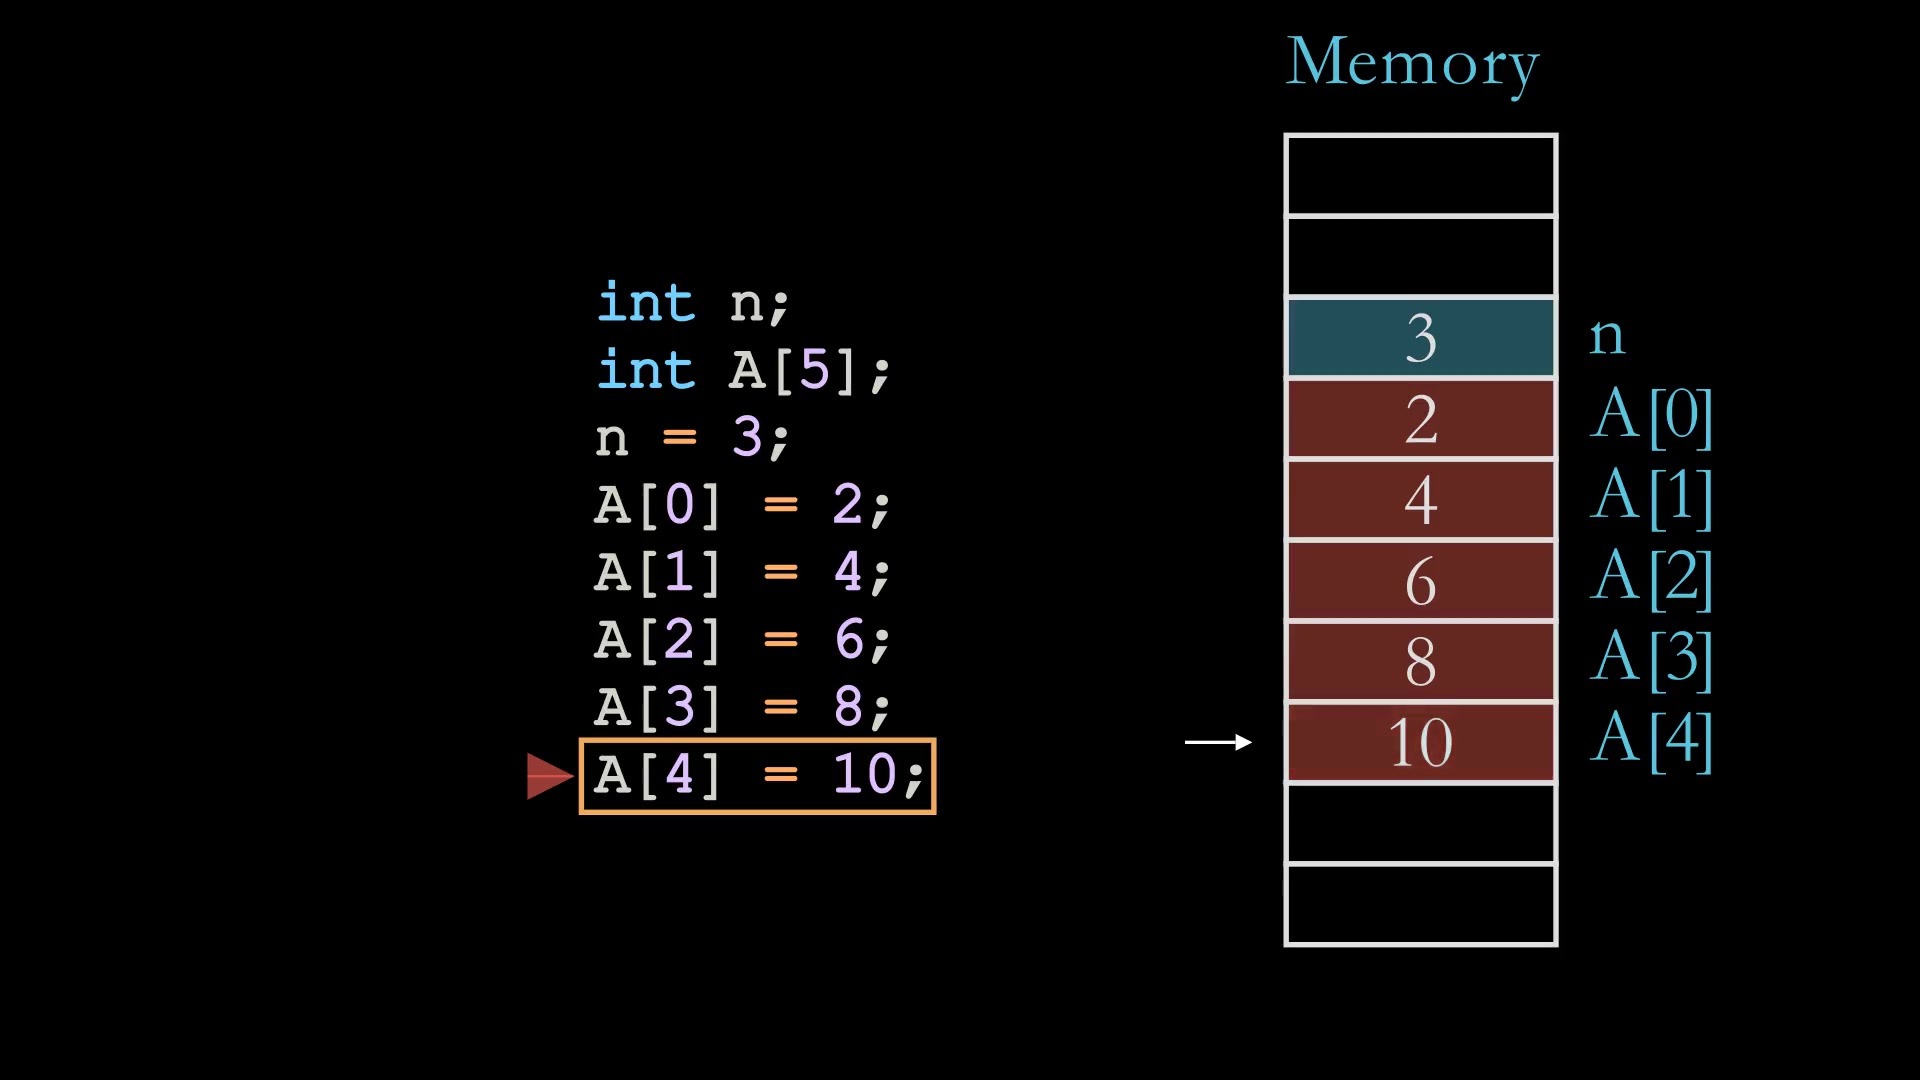 Memory
int n;
int A[5];
n = 3;
A[0] = 2;
A[1] = 4;
A[2] = 6;
A[3] = 8;
A[4] = 10;
3 n
2 A[0]
4 A[1]
6 A[2]
8 A[3]
10 A[4]